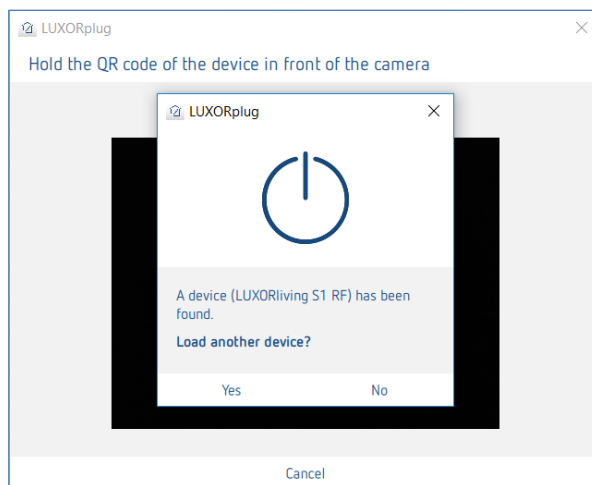 LUXORplug
Hold the QR code of the device in front of the camera
LUXORplug
A device (LUXORliving S1 RF) has been
found.
Load another device?
Yes No
Cancel